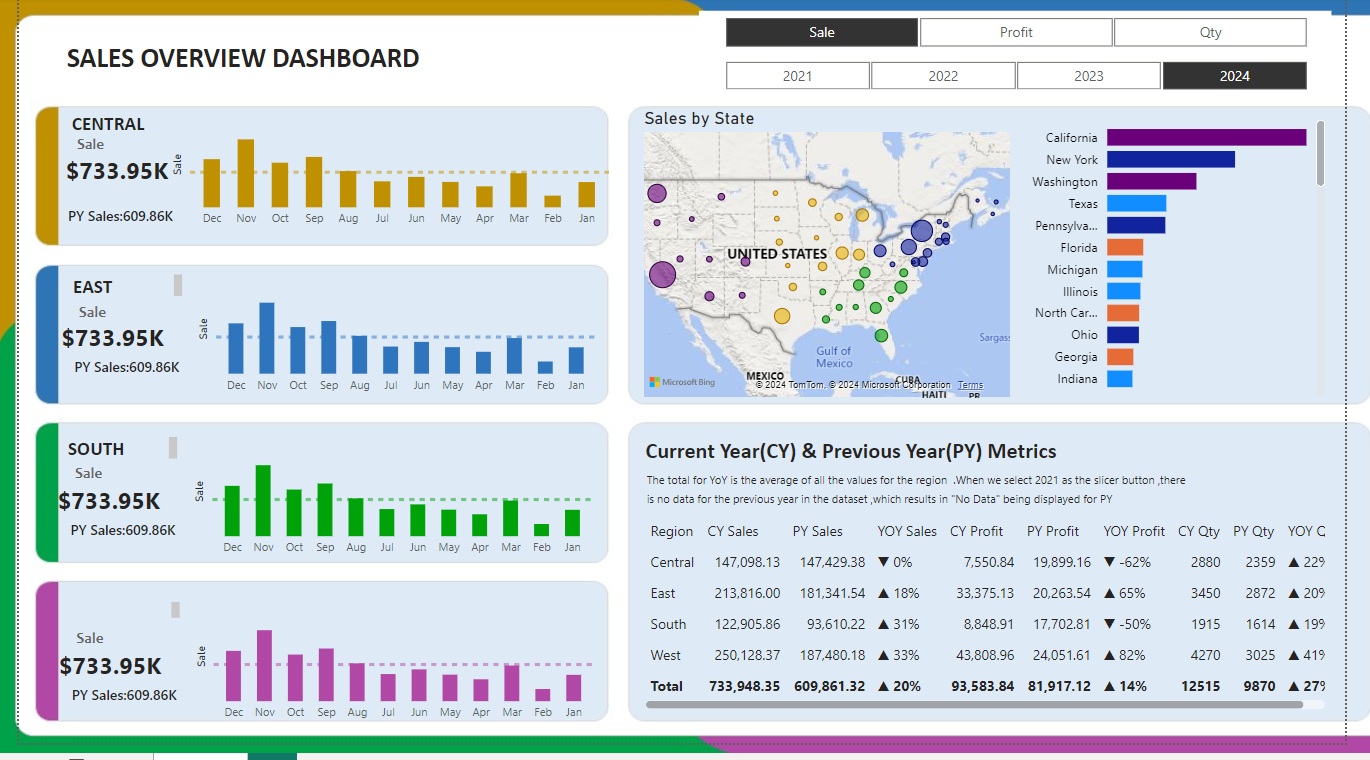 SALES OVERVIEW DASHBOARD
Sale Profit Qty
2021 2022 2023 2024
CENTRAL
Sale
$733.95K
PY Sales:609.86K
Sale
Dec Nov Oct Sep Aug Jul Jun May Apr Mar Feb Jan
EAST
Sale
$733.95K
PY Sales:609.86K
Sale
Dec Nov Oct Sep Aug Jul Jun May Apr Mar Feb Jan
SOUTH
Sale
$733.95K
PY Sales:609.86K
Sale
Dec Nov Oct Sep Aug Jul Jun May Apr Mar Feb Jan
Sale
$733.95K
PY Sales:609.86K
Sale
Dec Nov Oct Sep Aug Jul Jun May Apr Mar Feb Jan
Sales by State
UNITED STATES
Gulf of
Mexico
Sargass
MEXICO
CUBA
HAITI PR
Microsoft Bing
© 2024 TomTom, © 2024 Microsoft Corporation Terms
California
New York
Washington
Texas
Pennsylva...
Florida
Michigan
Illinois
North Car...
Ohio
Georgia
Indiana
Current Year(CY) & Previous Year(PY) Metrics
The total for YoY is the average of all the values for the region .When we select 2021 as the slicer button ,there
is no data for the previous year in the dataset ,which results in "No Data" being displayed for PY
Region CY Sales PY Sales YOY Sales CY Profit PY Profit YOY Profit CY Qty PY Qty YOY Q
Central 147,098.13 147,429.38 ▼ 0% 7,550.84 19,899.16 ▼ -62% 2880 2359 ▲ 22%
East 213,816.00 181,341.54 ▲ 18% 33,375.13 20,263.54 ▲ 65% 3450 2872 ▲ 20%
South 122,905.86 93,610.22 ▲ 31% 8,848.91 17,702.81 ▼ -50% 1915 1614 ▲ 19%
West 250,128.37 187,480.18 ▲ 33% 43,808.96 24,051.61 ▲ 82% 4270 3025 ▲ 41%
Total 733,948.35 609,861.32 ▲ 20% 93,583.84 81,917.12 ▲ 14% 12515 9870 ▲ 27%